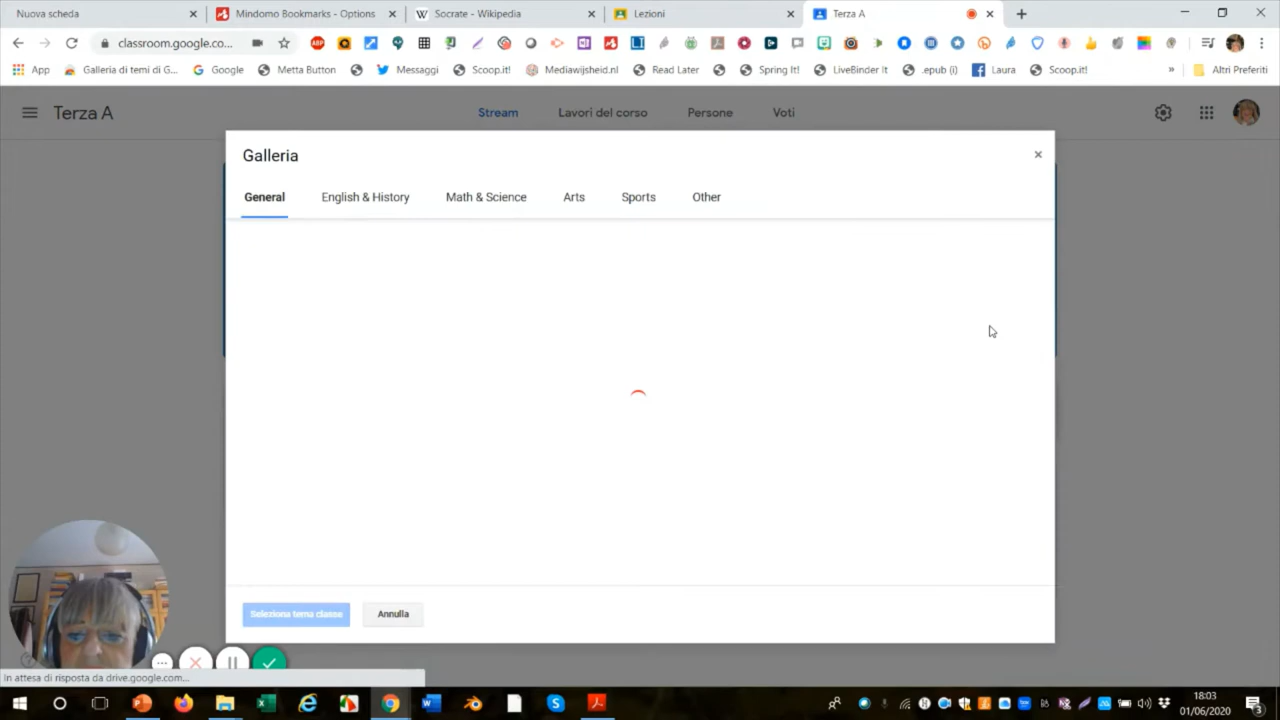 Nuova scheda
Mindomo Bookmarks - Options
Socrate - Wikipedia
Lezioni
Terza A
classroom.google.co...
App
Galleria di temi di G...
Google
Metta Button
Messaggi
Scoop.it!
Mediawijsheid.nl
Read Later
Spring It!
LiveBinder It
.epub (i)
Laura
Scoop.it!
»
Altri Preferiti
Terza A
Stream
Lavori del corso
Persone
Voti
Galleria
General
English & History
Math & Science
Arts
Sports
Other
Seleziona tema classe
Annulla
In attesa di risposta da drive.google.com...
18:03
01/06/2020
3